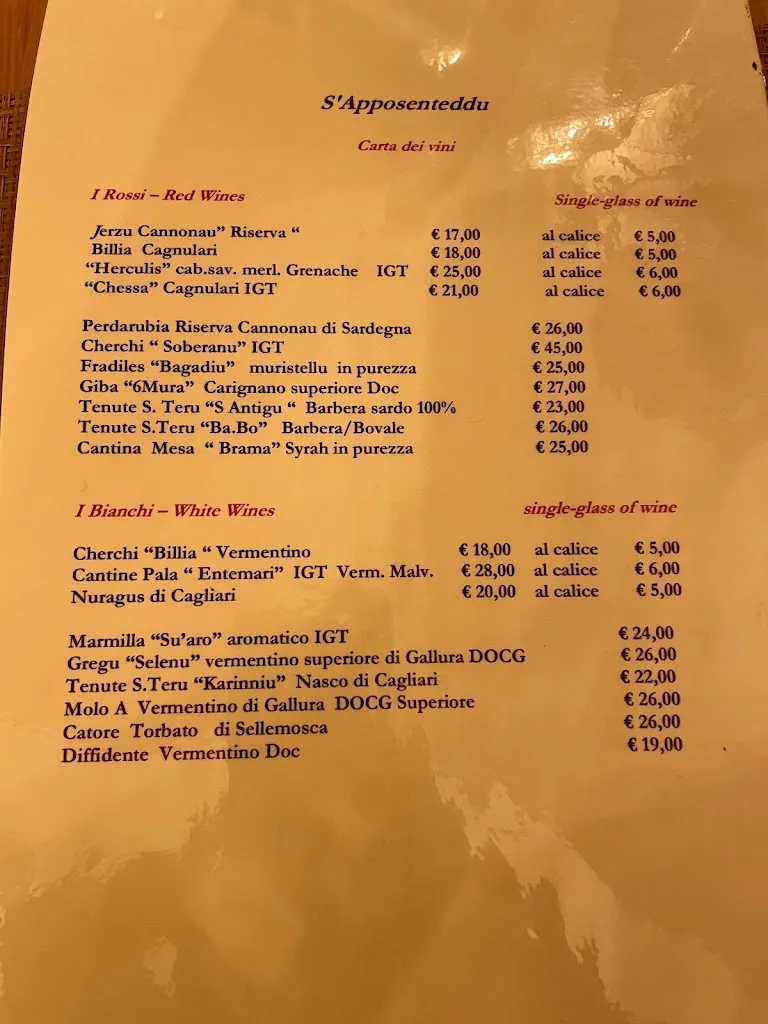 S'Apposenteddu
Carta dei vini
I Rossi – Red Wines Single-glass of wine
Jerzu Cannonau” Riserva “ € 17,00 al calice € 5,00
Billia Cagnulari € 18,00 al calice € 5,00
“Herculis” cab.sav. merl. Grenache IGT € 25,00 al calice € 6,00
“Chessa” Cagnulari IGT € 21,00 al calice € 6,00
Perdarubia Riserva Cannonau di Sardegna € 26,00
Cherchi “ Soberanu” IGT € 45,00
Fradiles “Bagadiu” muristellu in purezza € 25,00
Giba “6Mura” Carignano superiore Doc € 27,00
Tenute S. Teru “S Antigu “ Barbera sardo 100% € 23,00
Tenute S.Teru “Ba.Bo” Barbera/Bovale € 26,00
Cantina Mesa “ Brama” Syrah in purezza € 25,00
I Bianchi – White Wines single-glass of wine
Cherchi “Billia “ Vermentino € 18,00 al calice € 5,00
Cantine Pala “ Entemari” IGT Verm. Malv. € 28,00 al calice € 6,00
Nuragus di Cagliari € 20,00 al calice € 5,00
Marmilla “Su’aro” aromatico IGT € 24,00
Gregu “Selenu” vermentino superiore di Gallura DOCG € 26,00
Tenute S.Teru “Karinniu” Nasco di Cagliari € 22,00
Molo A Vermentino di Gallura DOCG Superiore € 26,00
Catore Torbato di Sellemosca € 26,00
Diffidente Vermentino Doc € 19,00